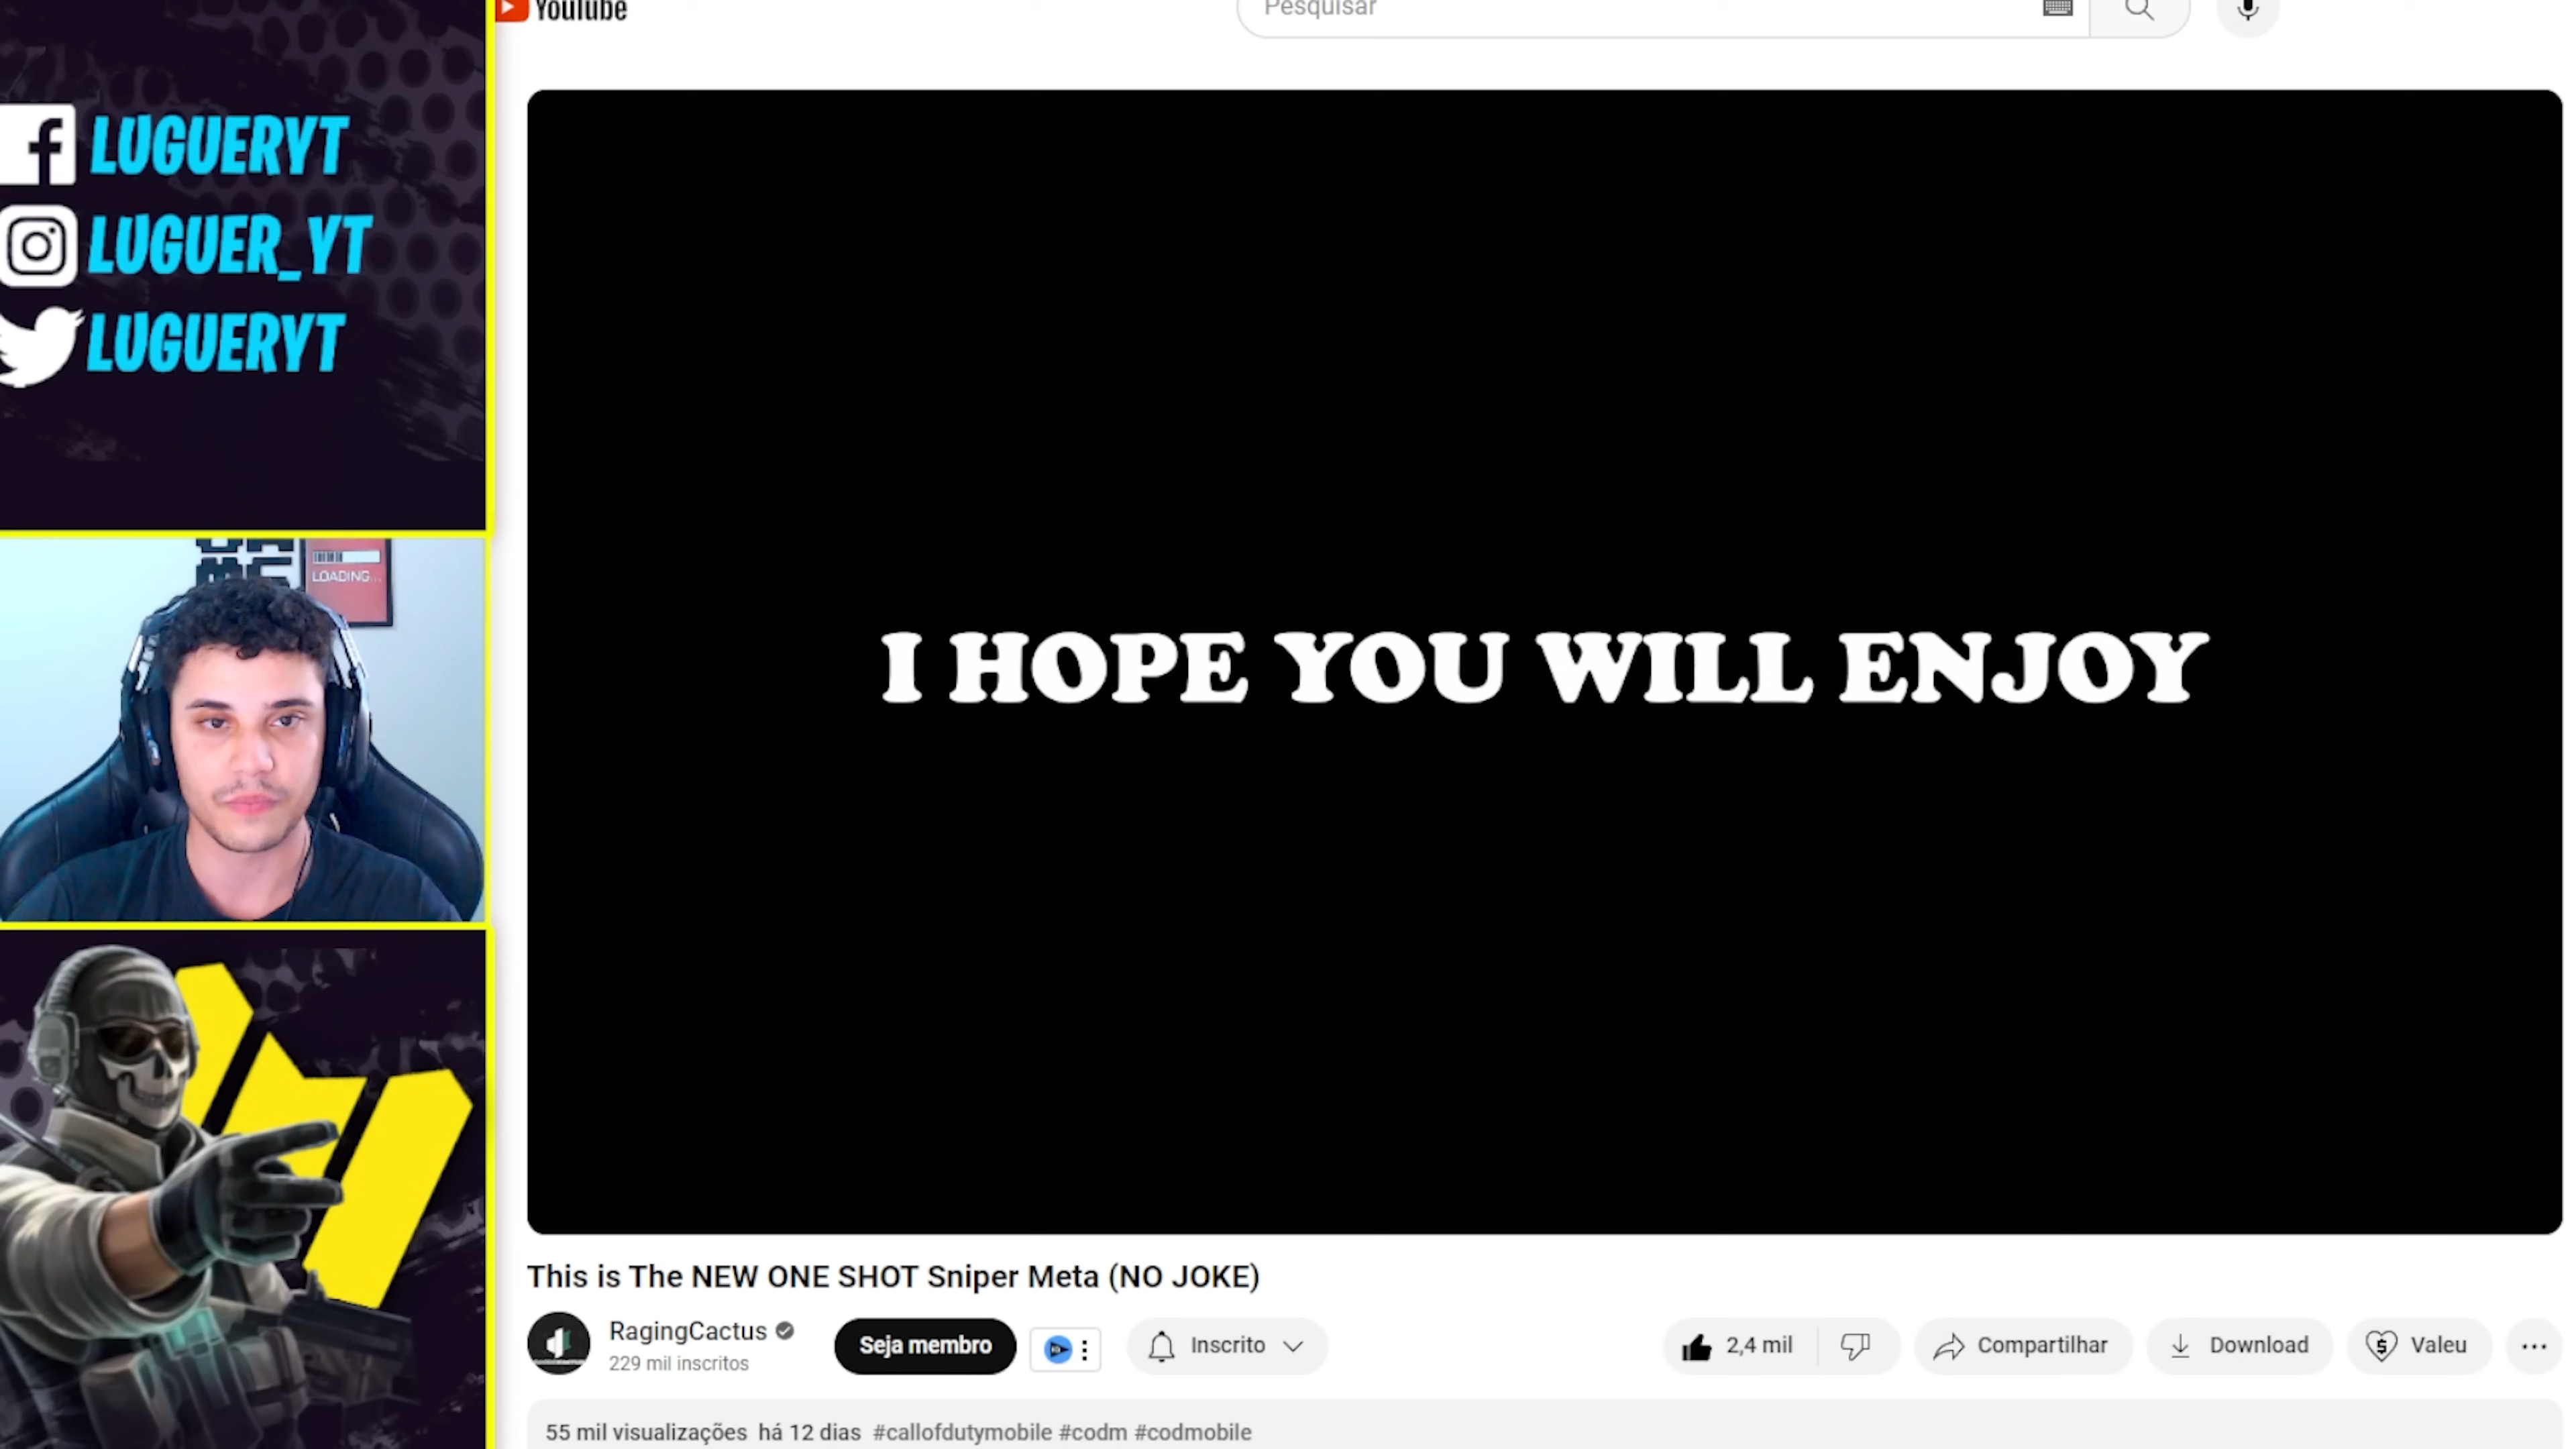 YouTube
Pesquisar
LUGUERYT
LUGUER_YT
LUGUERYT
LOADING...
I HOPE YOU WILL ENJOY
This is The NEW ONE SHOT Sniper Meta (NO JOKE)
RagingCactus
229 mil inscritos
Seja membro
Inscrito
2,4 mil
Compartilhar
Download
Valeu
55 mil visualizações há 12 dias #callofdutymobile #codm #codmobile